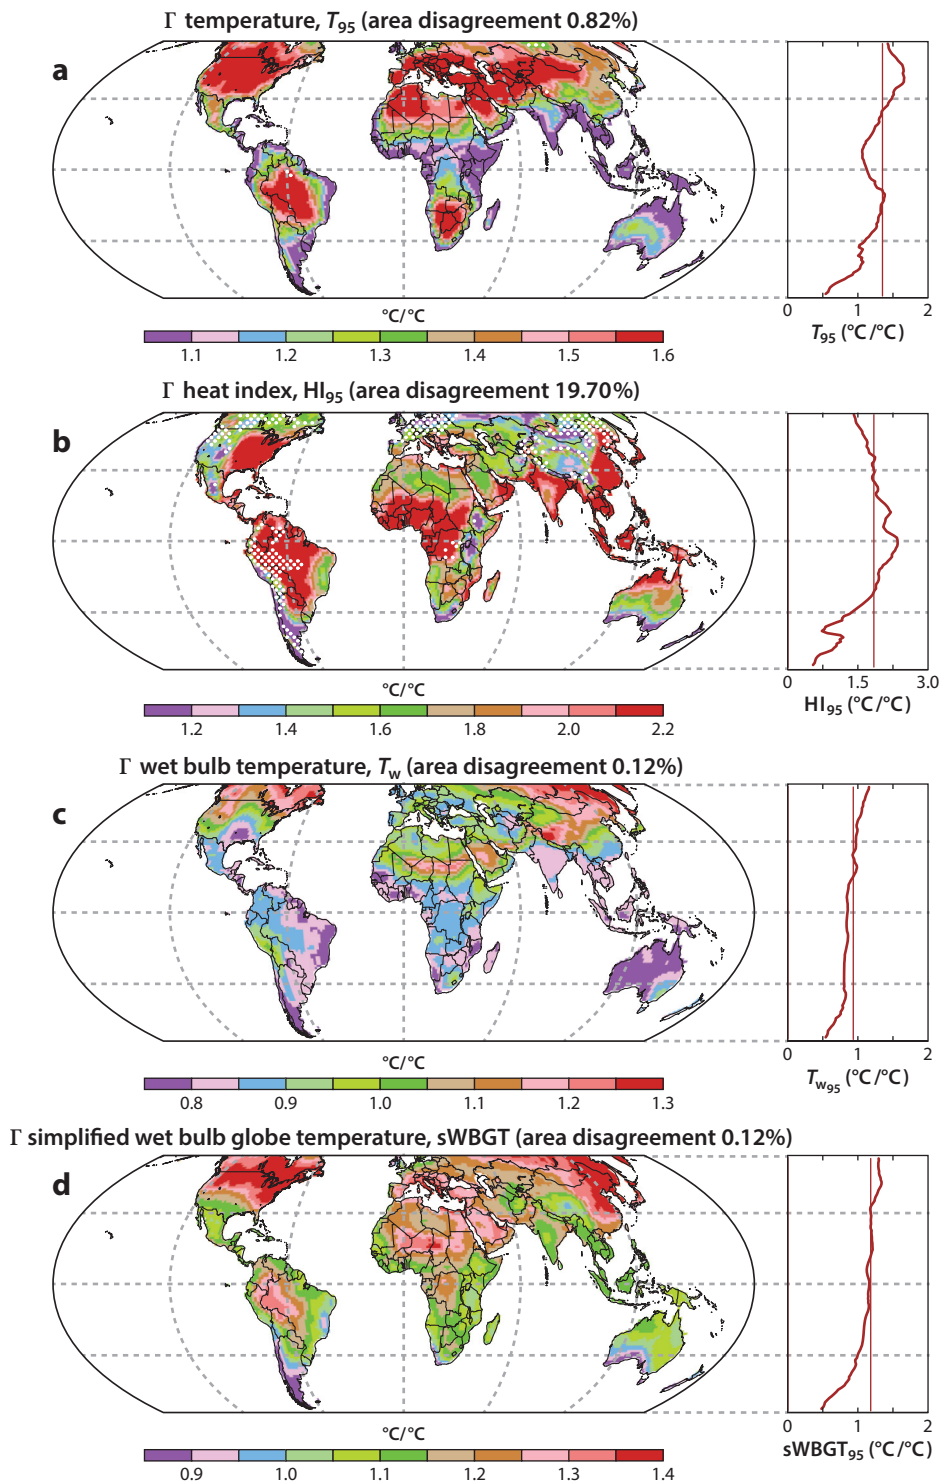 Γ temperature, T95 (area disagreement 0.82%)
a
0 1 2
T95 (°C/°C)
°C/°C
1.1 1.2 1.3 1.4 1.5 1.6
Γ heat index, HI95 (area disagreement 19.70%)
b
0 1.5 3.0
HI95 (°C/°C)
°C/°C
1.2 1.4 1.6 1.8 2.0 2.2
Γ wet bulb temperature, Tw (area disagreement 0.12%)
c
0 1 2
Tw95 (°C/°C)
°C/°C
0.8 0.9 1.0 1.1 1.2 1.3
Γ simplified wet bulb globe temperature, sWBGT (area disagreement 0.12%)
d
0 1 2
sWBGT95 (°C/°C)
°C/°C
0.9 1.0 1.1 1.2 1.3 1.4